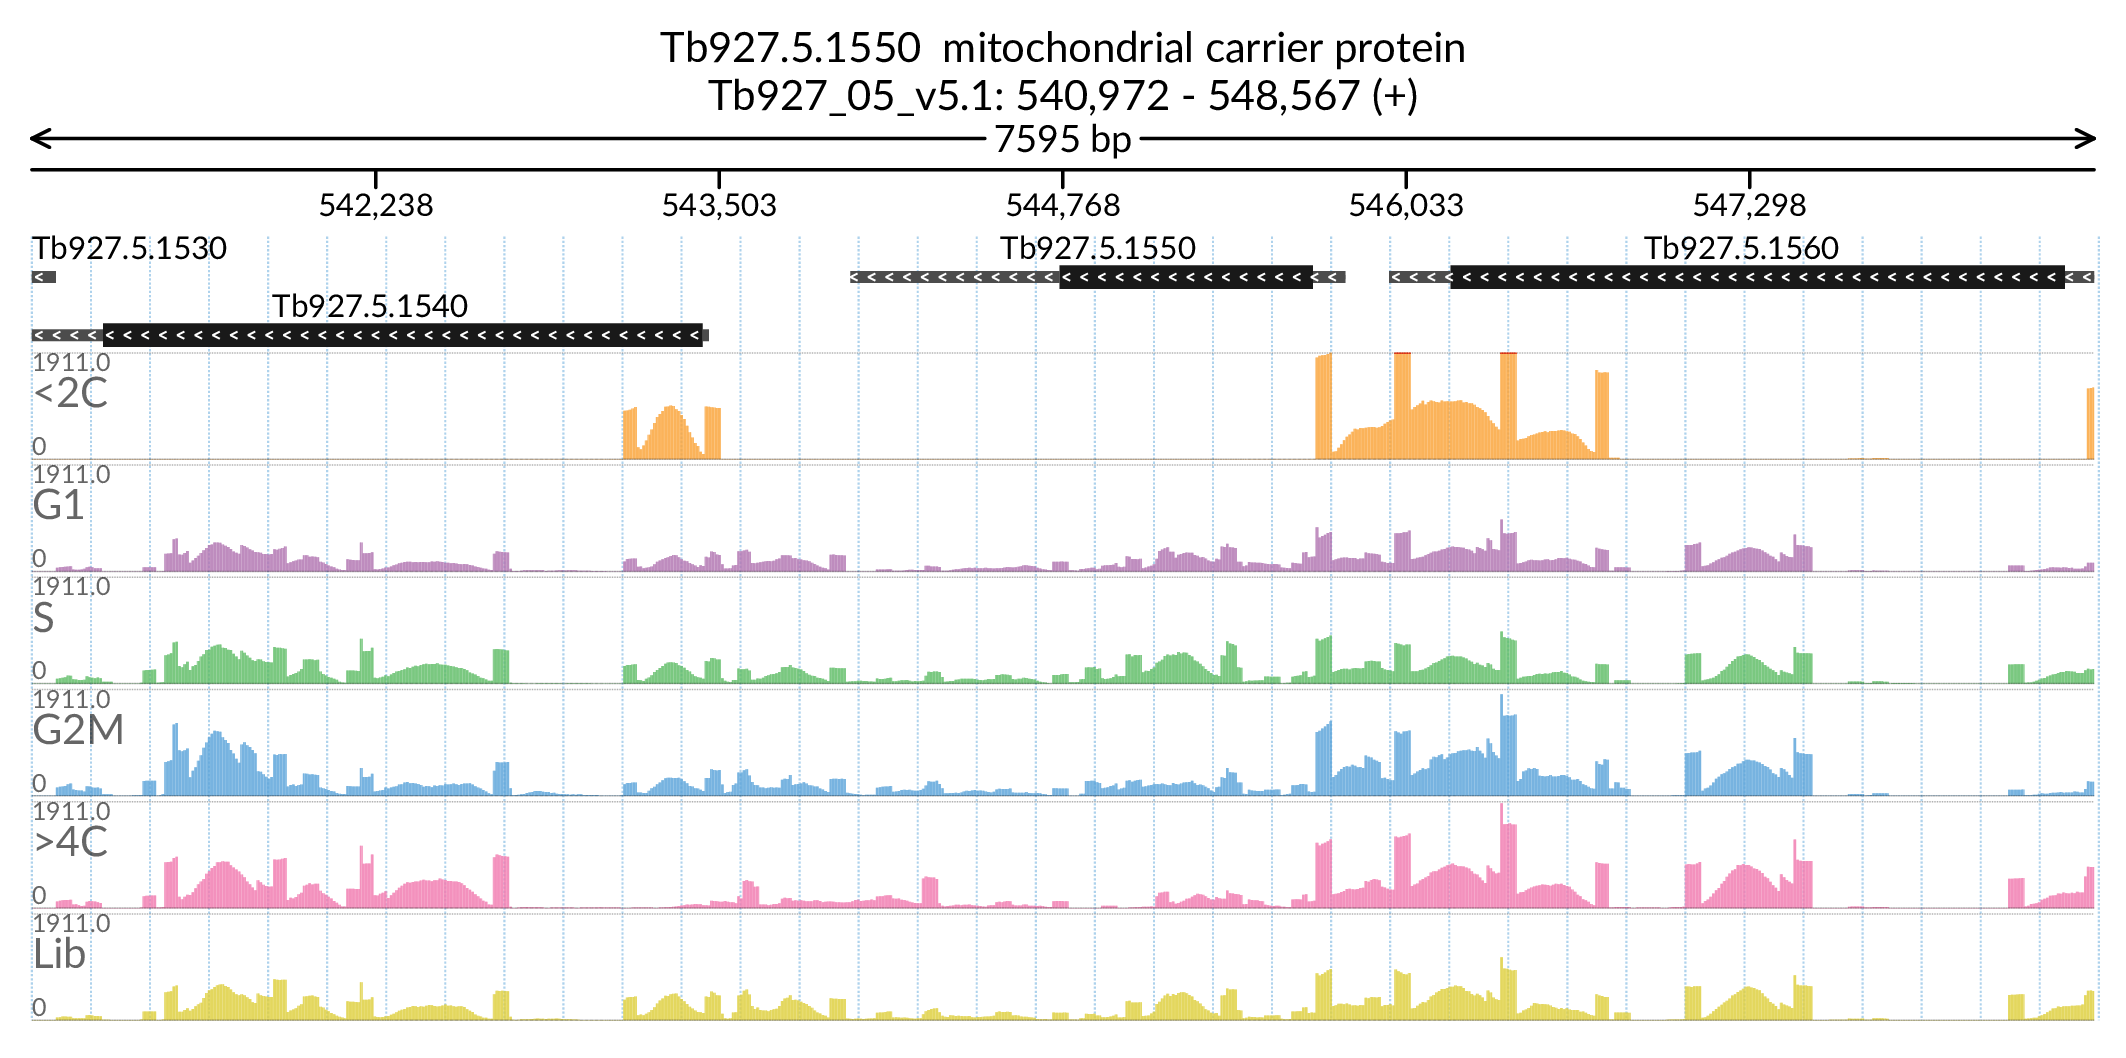 Tb927.5.1550  mitochondrial carrier protein
Tb927_05_v5.1: 540,972 - 548,567 (+)
7595 bp
542,238 543,503 544,768 546,033 547,298
Tb927.5.1530 Tb927.5.1550 Tb927.5.1560
Tb927.5.1540
1911.0
<2C
0
1911.0
G1
0
1911.0
S
0
1911.0
G2M
0
1911.0
>4C
0
1911.0
Lib
0